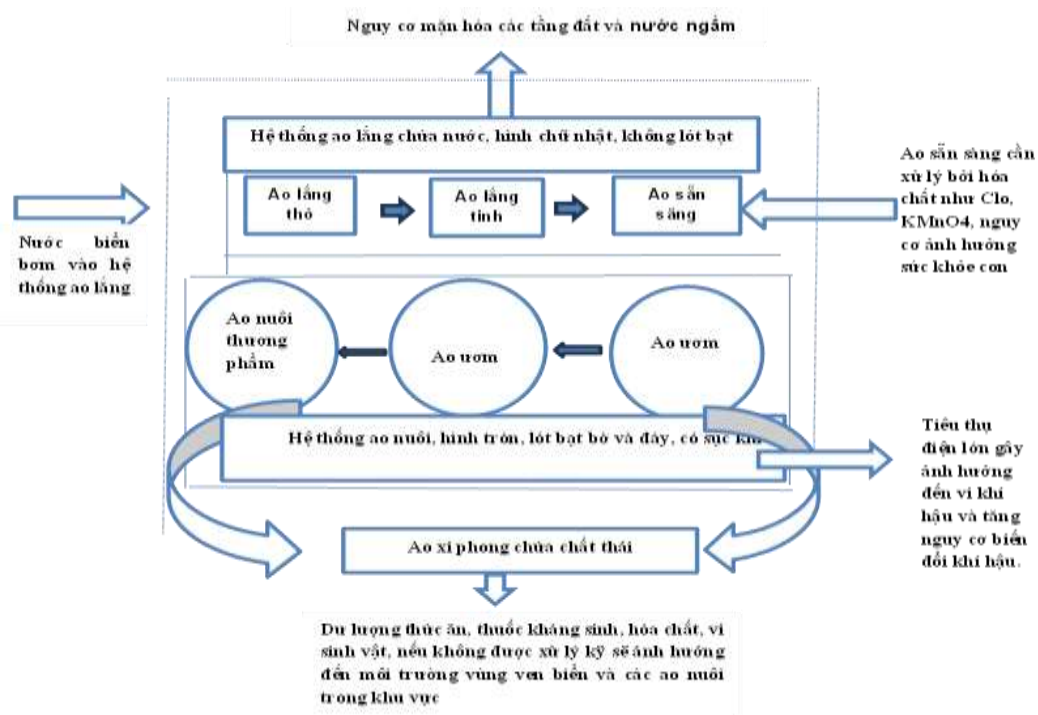 Nguy cơ mặn hóa các tầng đất và nước ngầm
Hệ thống ao lắng chứa nước, hình chữ nhật, không lót bạt
Ao lắng
thô
Ao lắng
tinh
Ao sẵn
sàng
Ao sẵn sàng cần
xử lý bởi hóa
chất như Clo,
KMnO4, nguy
cơ ảnh hưởng
sức khỏe con
Nước biển
bơm vào hệ
thống ao lắng
Ao nuôi
thương
phẩm
Ao ươm
Ao ươm
Hệ thống ao nuôi, hình tròn, lót bạt bờ và đáy, có sục khí
Tiêu thụ
điện lớn gây
ảnh hưởng
đến vi khí
hậu và tăng
nguy cơ biến
đổi khí hậu.
Ao xi phong chứa chất thải
Dư lượng thức ăn, thuốc kháng sinh, hóa chất, vi
sinh vật, nếu không được xử lý kỹ sẽ ảnh hưởng
đến môi trường vùng ven biển và các ao nuôi
trong khu vực